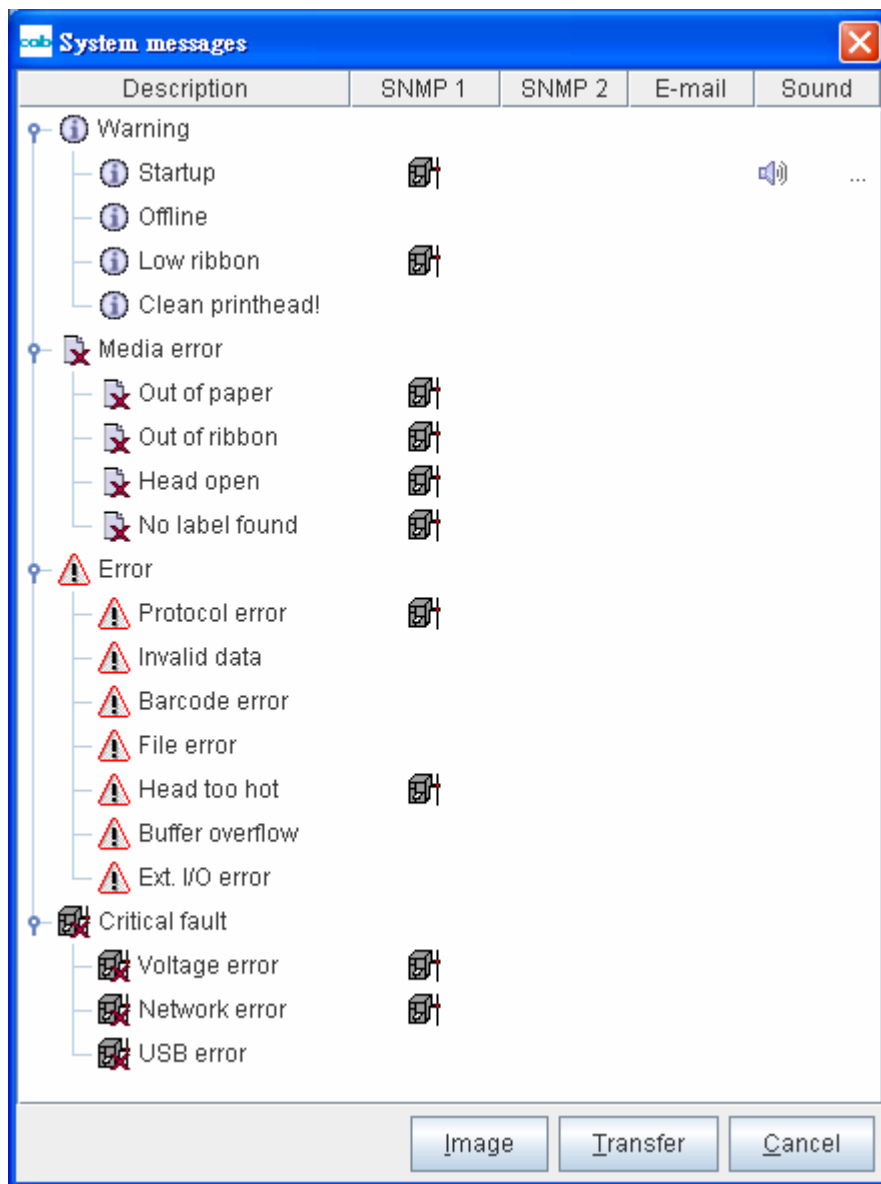 cab System messages
Description SNMP 1 SNMP 2 E-mail Sound
Warning
Startup ...
Offline
Low ribbon
Clean printhead!
Media error
Out of paper
Out of ribbon
Head open
No label found
Error
Protocol error
Invalid data
Barcode error
File error
Head too hot
Buffer overflow
Ext. I/O error
Critical fault
Voltage error
Network error
USB error
Image Transfer Cancel